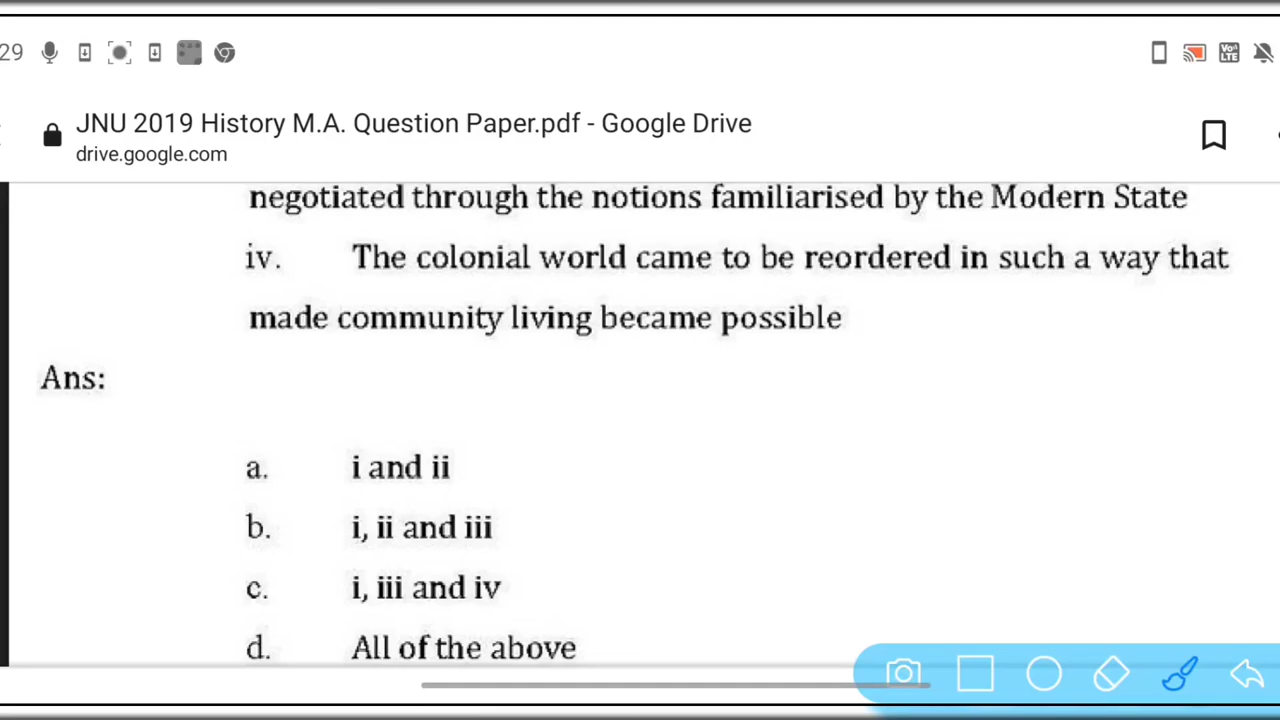 29
JNU 2019 History M.A. Question Paper.pdf - Google Drive
drive.google.com
negotiated through the notions familiarised by the Modern State
iv. The colonial world came to be reordered in such a way that
made community living became possible
Ans:
a. i and ii
b. i, ii and iii
c. i, iii and iv
d. All of the above